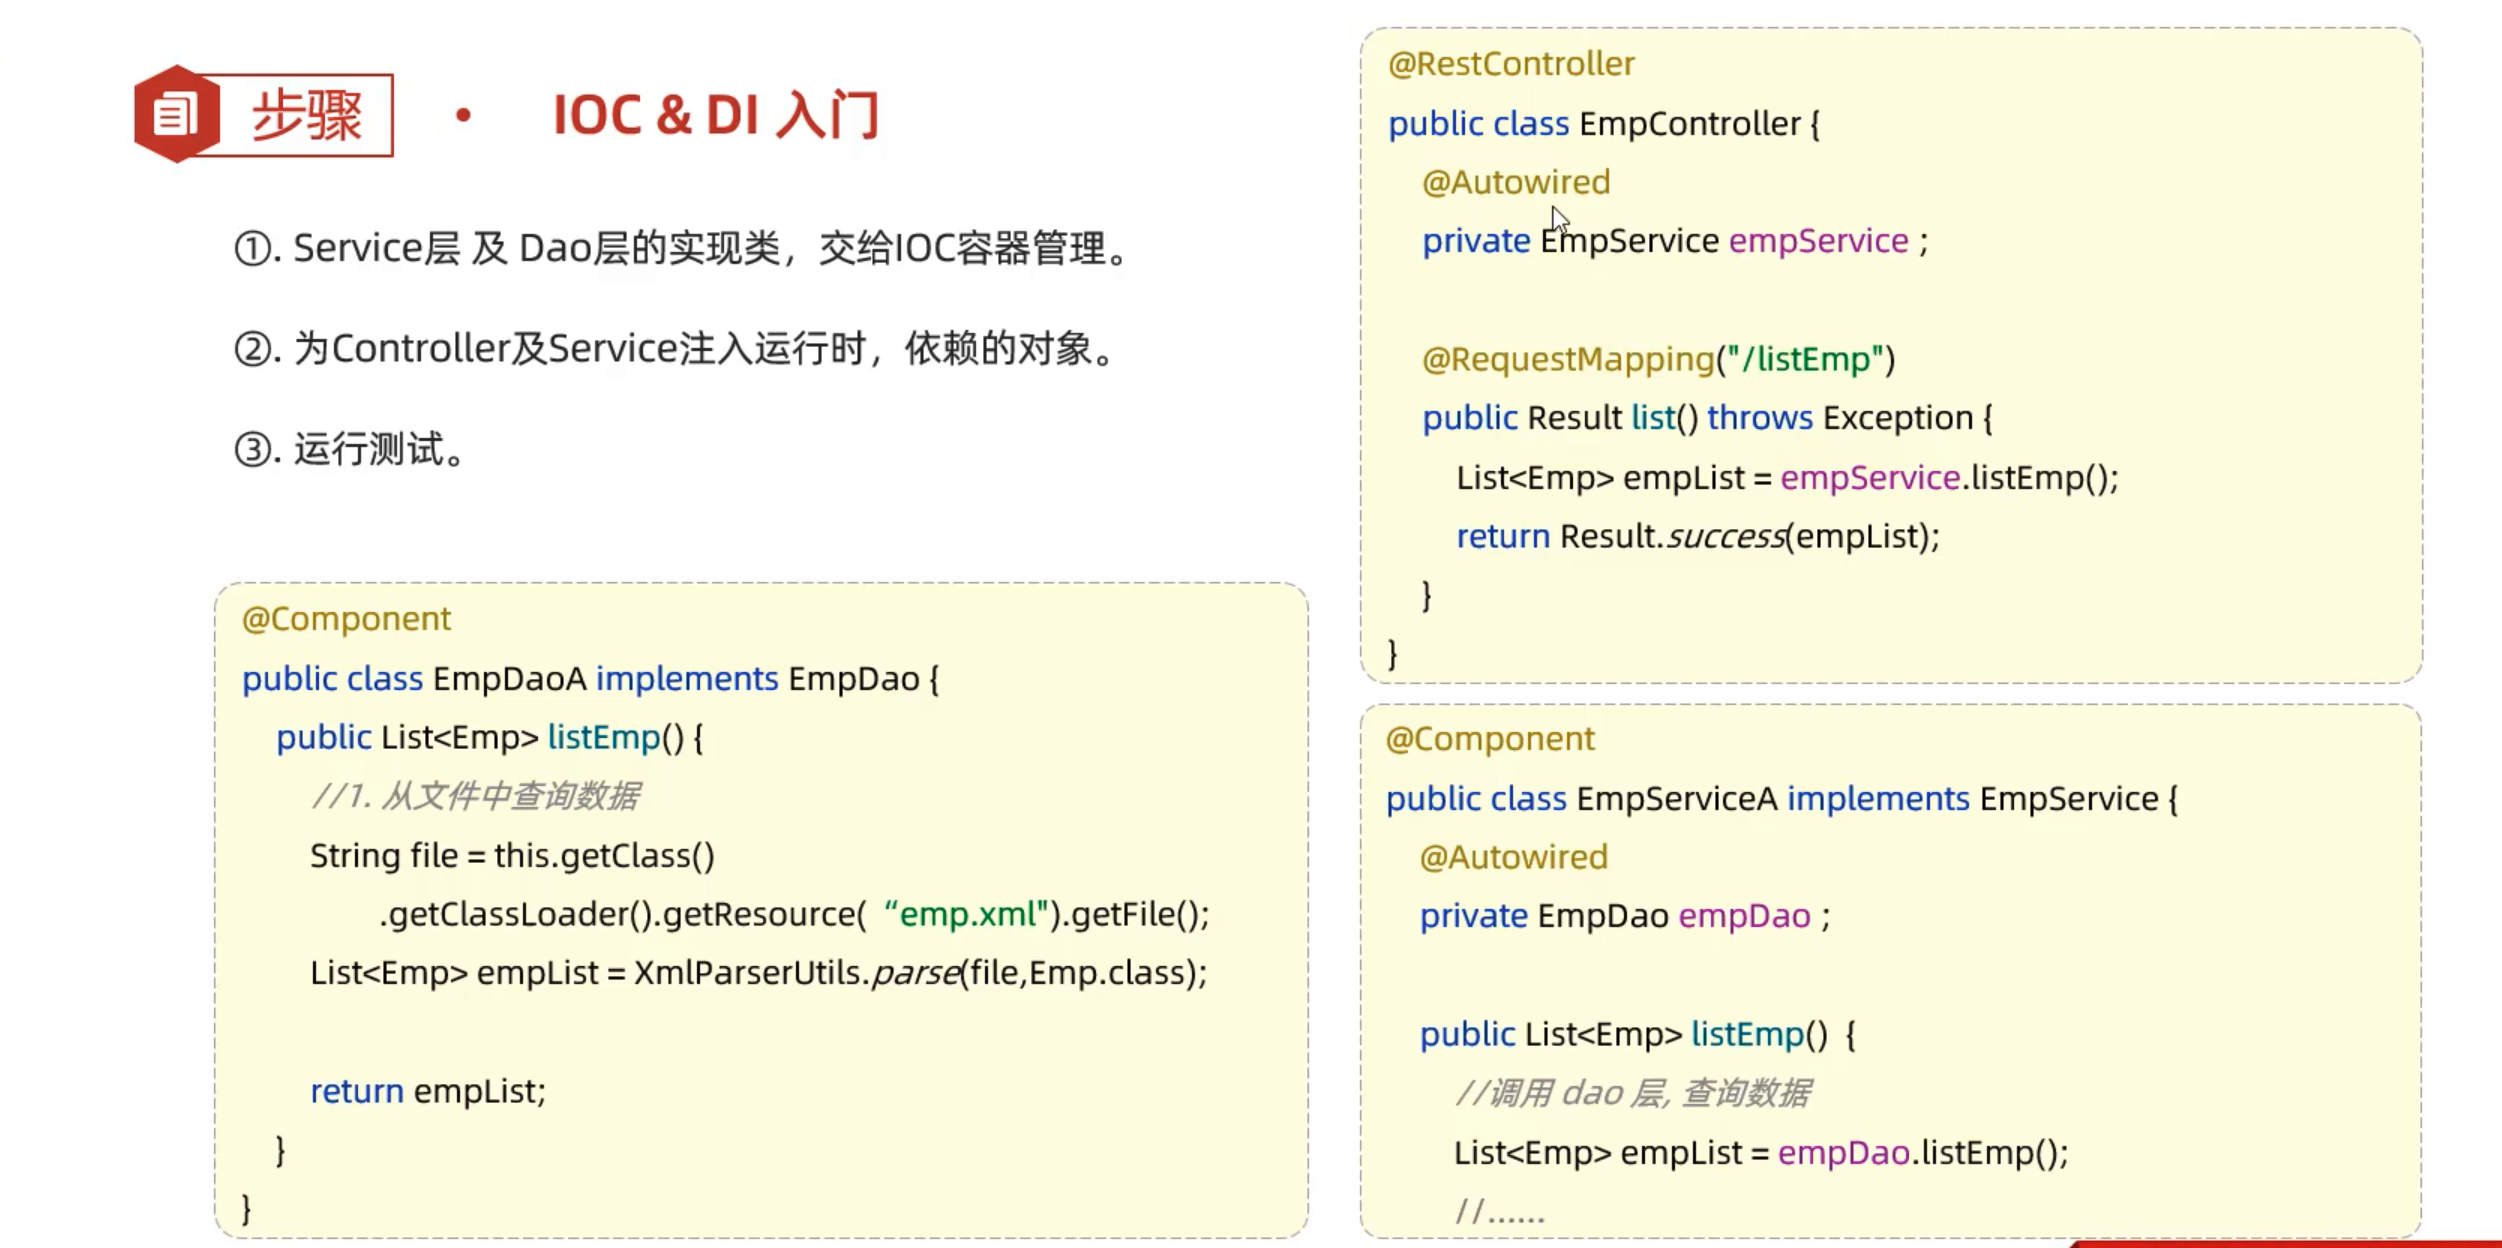 步骤 • IOC & DI 入门
①. Service层 及 Dao层的实现类，交给IOC容器管理。
②. 为Controller及Service注入运行时，依赖的对象。
③. 运行测试。
@Component
public class EmpDaoA implements EmpDao {
public List<Emp> listEmp() {
//1. 从文件中查询数据
String file = this.getClass()
.getClassLoader().getResource( “emp.xml").getFile();
List<Emp> empList = XmlParserUtils.parse(file,Emp.class);
return empList;
}
}
@RestController
public class EmpController {
@Autowired
private EmpService empService ;
@RequestMapping("/listEmp")
public Result list() throws Exception {
List<Emp> empList = empService.listEmp();
return Result.success(empList);
}
}
@Component
public class EmpServiceA implements EmpService {
@Autowired
private EmpDao empDao ;
public List<Emp> listEmp() {
//调用 dao 层, 查询数据
List<Emp> empList = empDao.listEmp();
//......